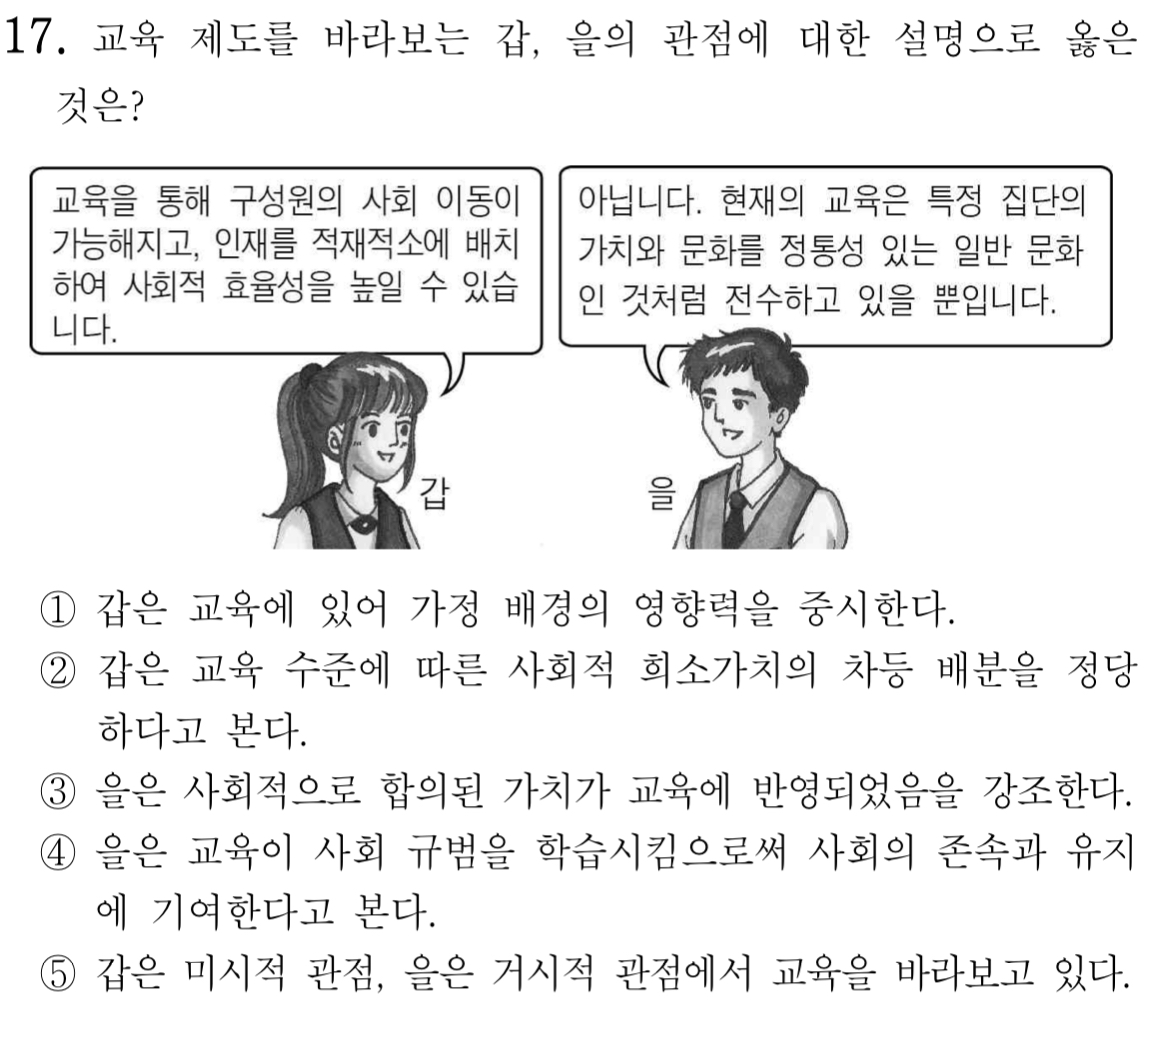 17. 교육 제도를 바라보는 갑, 을의 관점에 대한 설명으로 옳은
것은?
교육을 통해 구성원의 사회 이동이
가능해지고, 인재를 적재적소에 배치
하여 사회적 효율성을 높일 수 있습
니다.
아닙니다. 현재의 교육은 특정 집단의
가치와 문화를 정통성 있는 일반 문화
인 것처럼 전수하고 있을 뿐입니다.
갑
을
① 갑은 교육에 있어 가정 배경의 영향력을 중시한다.
② 갑은 교육 수준에 따른 사회적 희소가치의 차등 배분을 정당
하다고 본다.
③ 을은 사회적으로 합의된 가치가 교육에 반영되었음을 강조한다.
④ 을은 교육이 사회 규범을 학습시킴으로써 사회의 존속과 유지
에 기여한다고 본다.
⑤ 갑은 미시적 관점, 을은 거시적 관점에서 교육을 바라보고 있다.